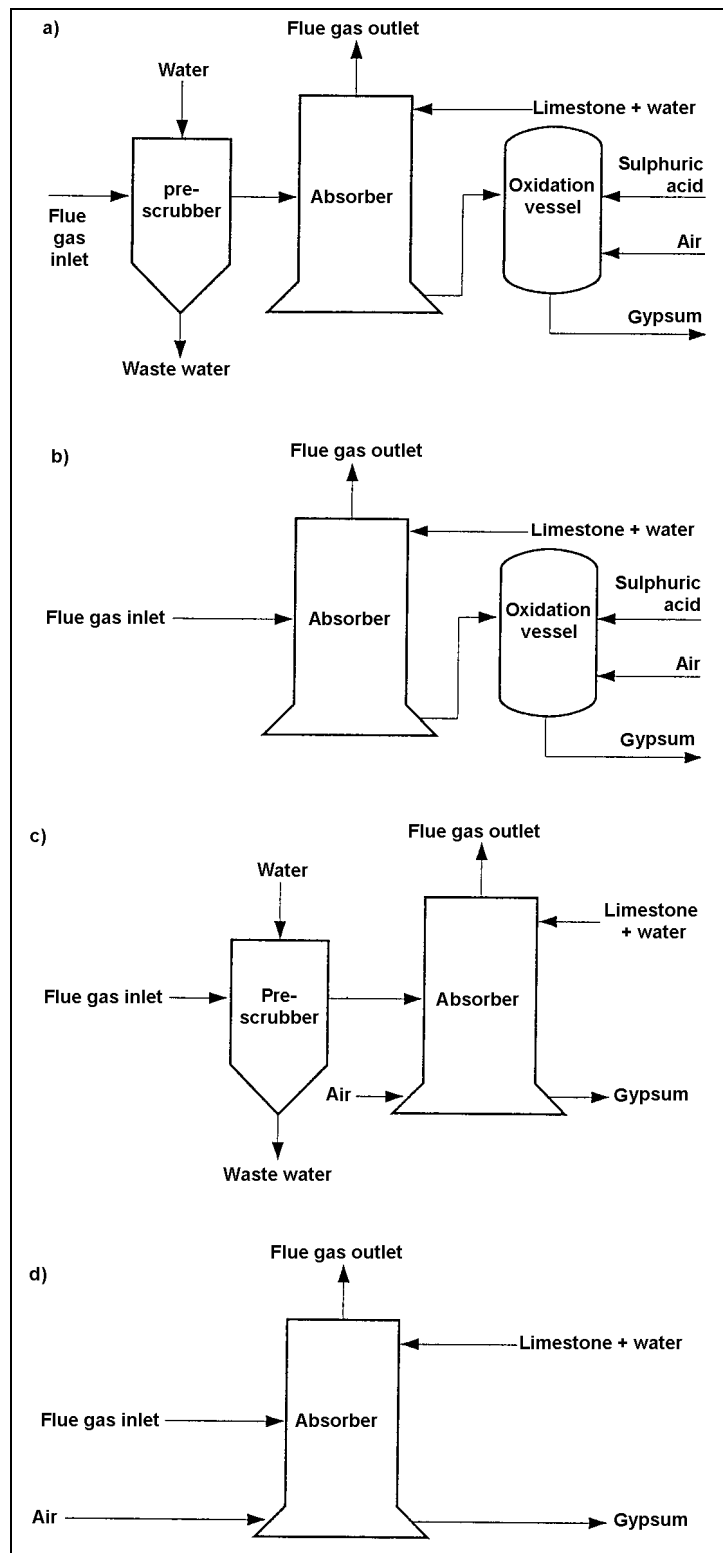 a)
Flue gas outlet
Water
Limestone + water
pre-
scrubber
Absorber
Oxidation
vessel
Sulphuric
acid
Flue
gas
inlet
Air
Gypsum
Waste water
b)
Flue gas outlet
Limestone + water
Flue gas inlet
Absorber
Oxidation
vessel
Sulphuric
acid
Air
Gypsum
c)
Flue gas outlet
Water
Limestone
+ water
Flue gas inlet
Pre-
scrubber
Absorber
Air
Gypsum
Waste water
d)
Flue gas outlet
Limestone + water
Flue gas inlet
Absorber
Air
Gypsum